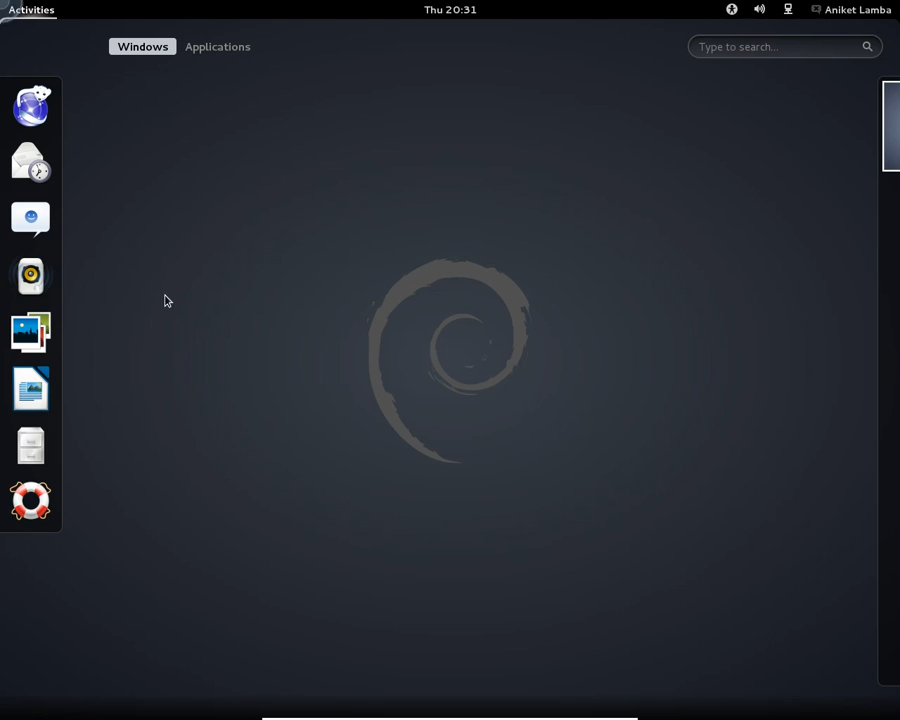 Activities
Thu 20:31
Aniket Lamba
Windows
Applications
Type to search...